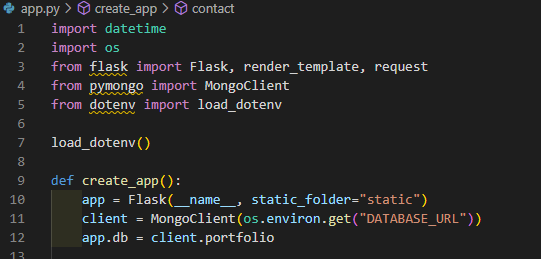 app.py > create_app > contact
1 import datetime
2 import os
3 from flask import Flask, render_template, request
4 from pymongo import MongoClient
5 from dotenv import load_dotenv
6
7 load_dotenv()
8
9 def create_app():
10     app = Flask(__name__, static_folder="static")
11     client = MongoClient(os.environ.get("DATABASE_URL"))
12     app.db = client.portfolio
13